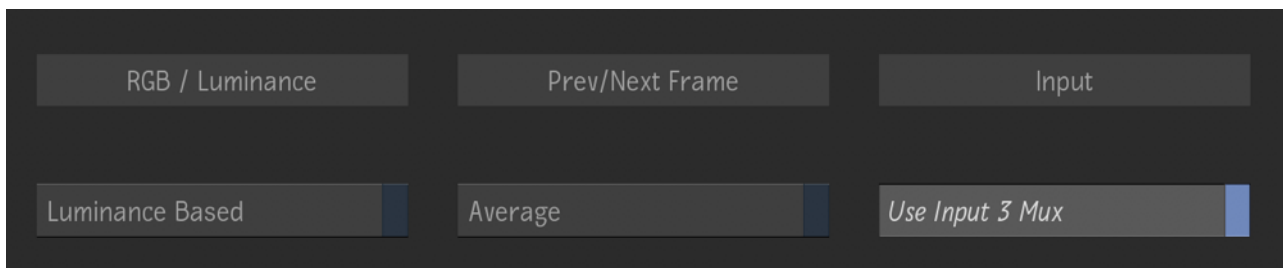 RGB / Luminance
Prev/Next Frame
Input
Luminance Based
Average
Use Input 3 Mux